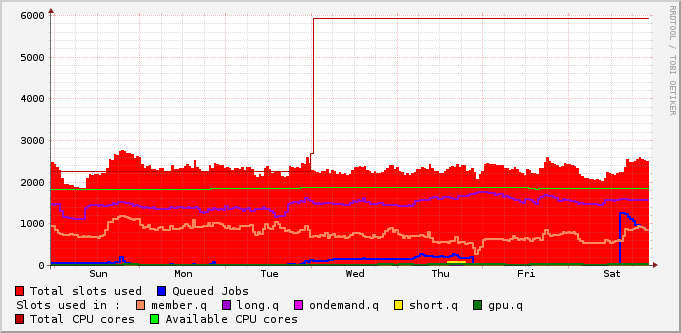 6000
5000
4000
3000
2000
1000
0
Sun Mon Tue Wed Thu Fri Sat
Total slots used Queued Jobs
Slots used in : member.q long.q ondemand.q short.q gpu.q
Total CPU cores Available CPU cores
RRDTOOL / TOBI OETIKER